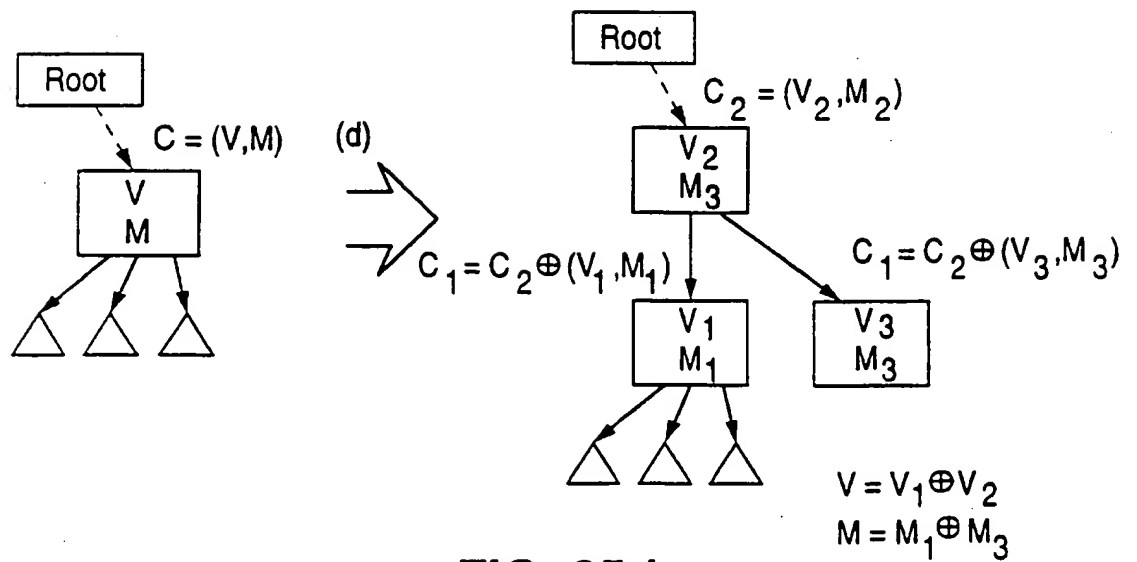 Root
C = (V,M)
V
M
(d)
Root
C₂ = (V₂,M₂)
V₂
M₃
C₁ = C₂ ⊕ (V₁,M₁)
C₁ = C₂ ⊕ (V₃,M₃)
V₁
M₁
V₃
M₃
V = V₁ ⊕ V₂
M = M₁ ⊕ M₃